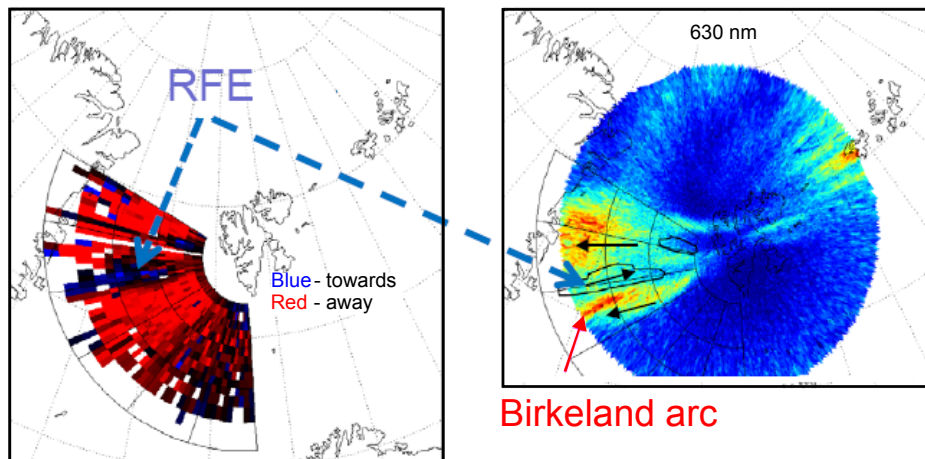 RFE
Blue - towards
Red - away
630 nm
Birkeland arc